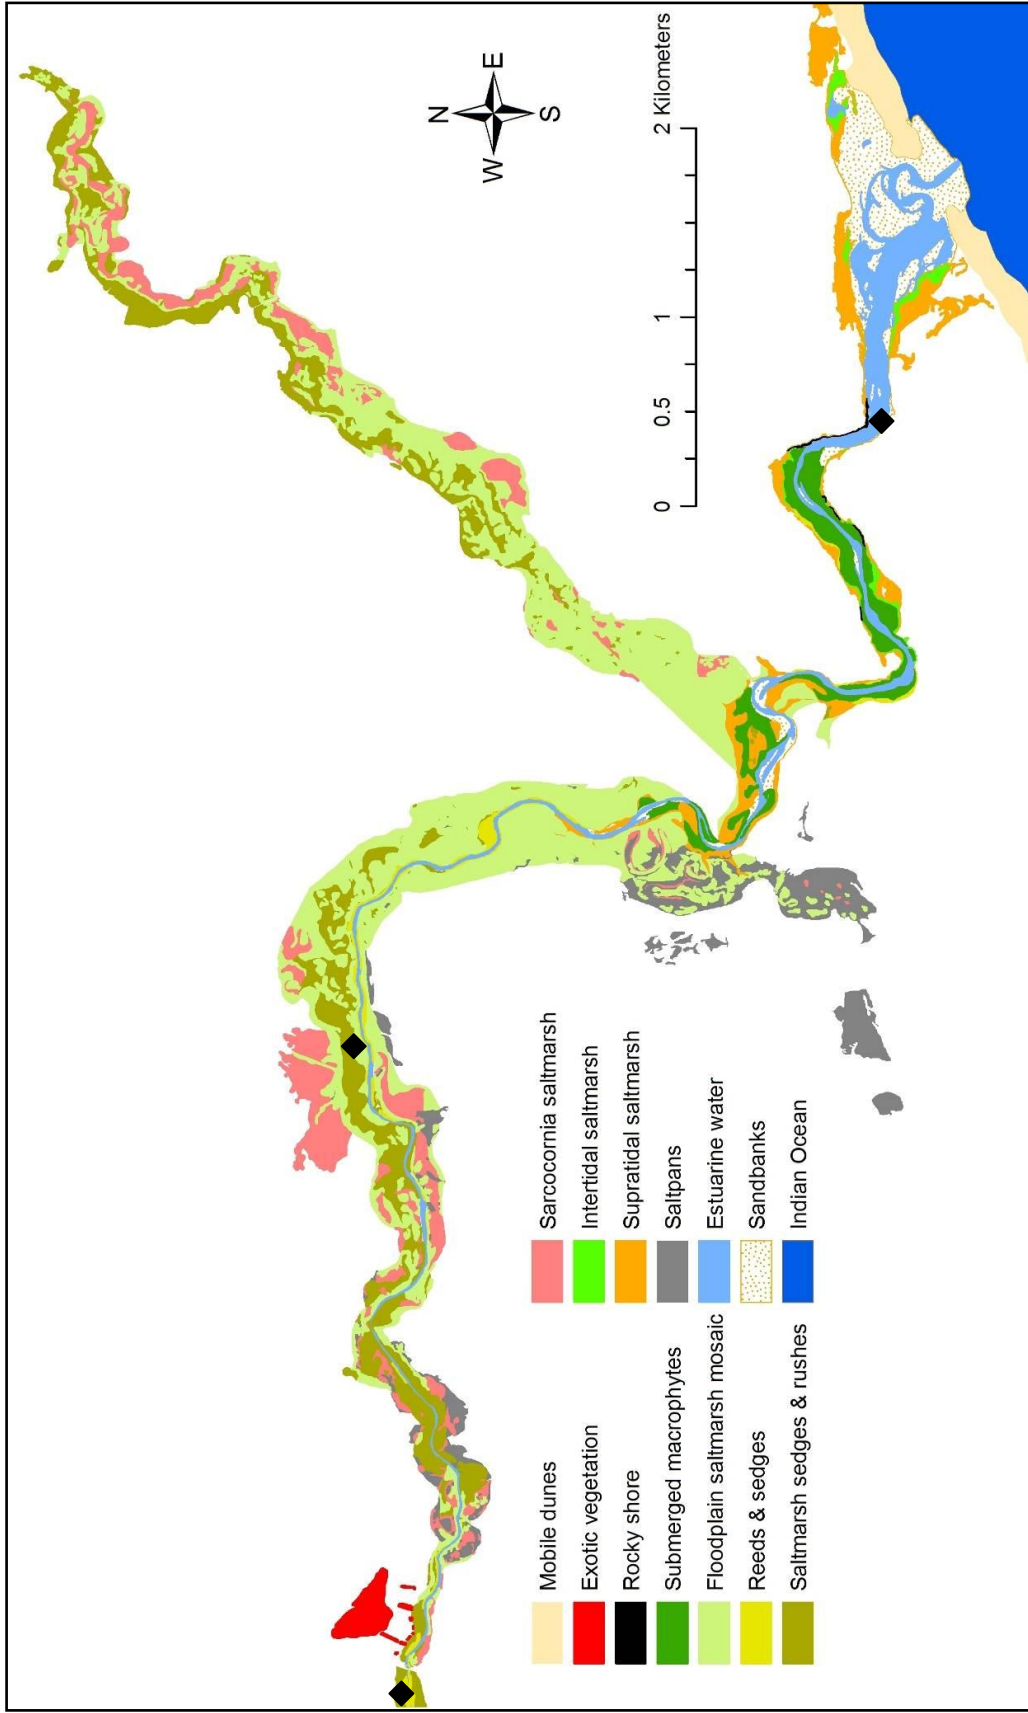 N
W E
S
0 0.5 1 2 Kilometers
Mobile dunes
Exotic vegetation
Rocky shore
Submerged macrophytes
Floodplain saltmarsh mosaic
Reeds & sedges
Saltmarsh sedges & rushes
Sarcocornia saltmarsh
Intertidal saltmarsh
Supratidal saltmarsh
Saltpans
Estuarine water
Sandbanks
Indian Ocean